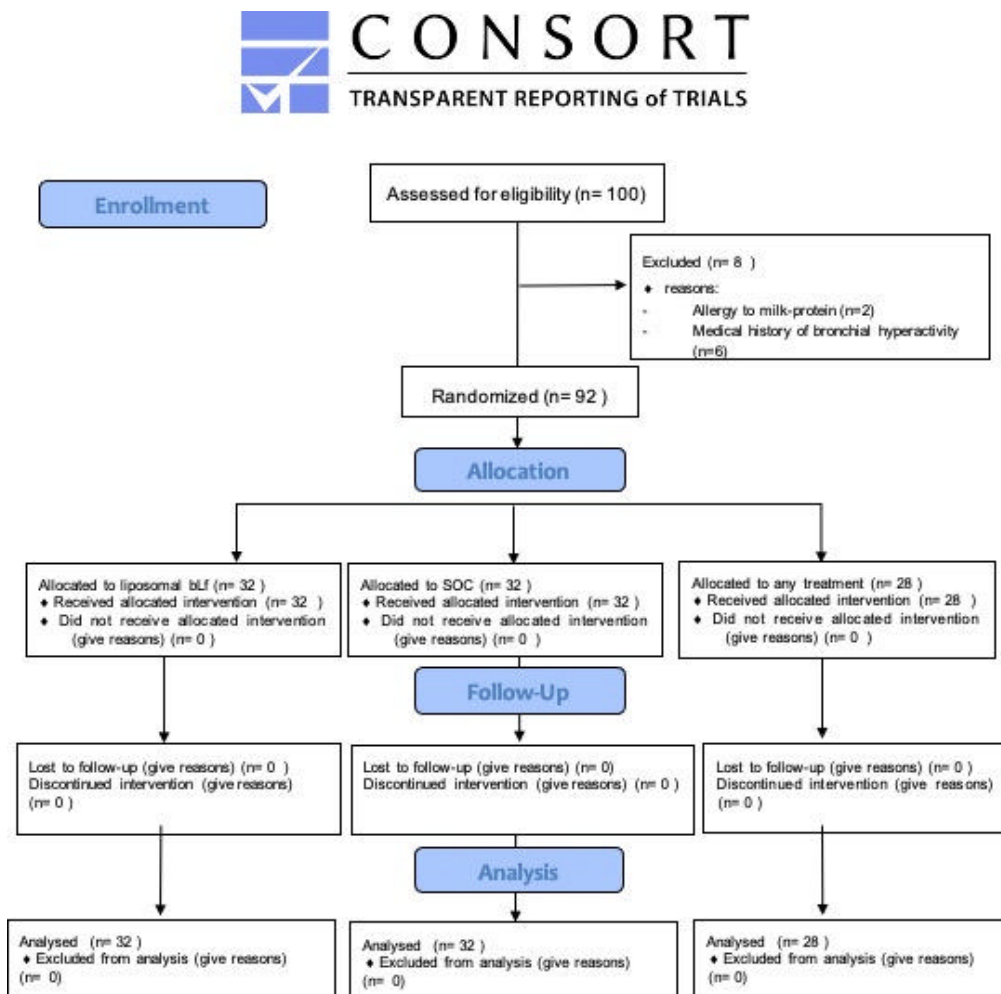 CONSORT
TRANSPARENT REPORTING of TRIALS
Enrollment
Assessed for eligibility (n= 100)
Excluded (n= 8 )
♦ reasons:
- Allergy to milk-protein (n=2)
- Medical history of bronchial hyperactivity
(n=6)
Randomized (n= 92 )
Allocation
Allocated to liposomal bLf (n= 32 )
♦ Received allocated intervention (n= 32 )
♦ Did not receive allocated intervention
(give reasons) (n= 0 )
Allocated to SOC (n= 32 )
♦ Received allocated intervention (n= 32 )
♦ Did not receive allocated intervention
(give reasons) (n= 0 )
Allocated to any treatment (n= 28 )
♦ Received allocated intervention (n= 28 )
♦ Did not receive allocated intervention
(give reasons) (n= 0 )
Follow-Up
Lost to follow-up (give reasons) (n= 0 )
Discontinued intervention (give reasons)
(n= 0 )
Lost to follow-up (give reasons) (n= 0)
Discontinued intervention (give reasons) (n= 0 )
Lost to follow-up (give reasons) (n= 0 )
Discontinued intervention (give reasons)
(n= 0 )
Analysis
Analysed (n= 32 )
♦ Excluded from analysis (give reasons)
(n= 0)
Analysed (n= 32 )
♦ Excluded from analysis (give reasons)
(n= 0)
Analysed (n= 28 )
♦ Excluded from analysis (give reasons)
(n= 0)